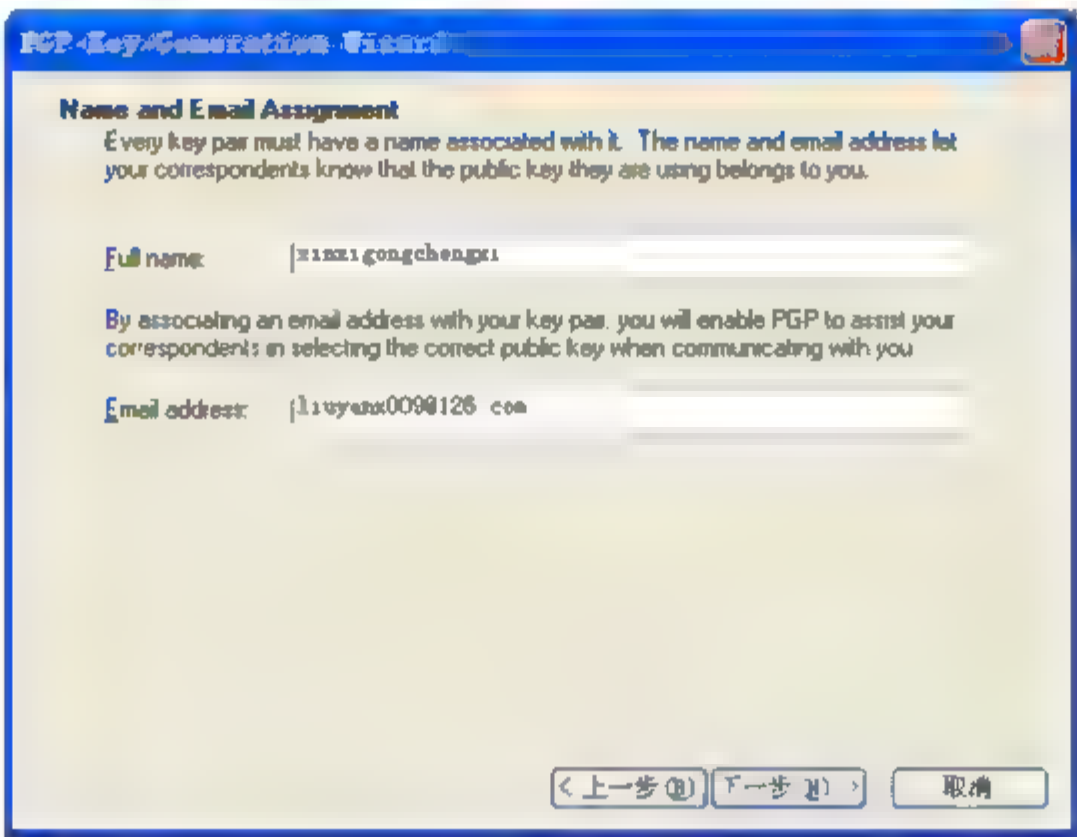 PGP Key Generation Wizard
Name and Email Assignment
Every key pair must have a name associated with it. The name and email address let
your correspondents know that the public key they are using belongs to you.
Full name: xinxigongchengxi
By associating an email address with your key pair, you will enable PGP to assist your
correspondents in selecting the correct public key when communicating with you
Email address:
< 上一步(B) 下一步(N) > 取消